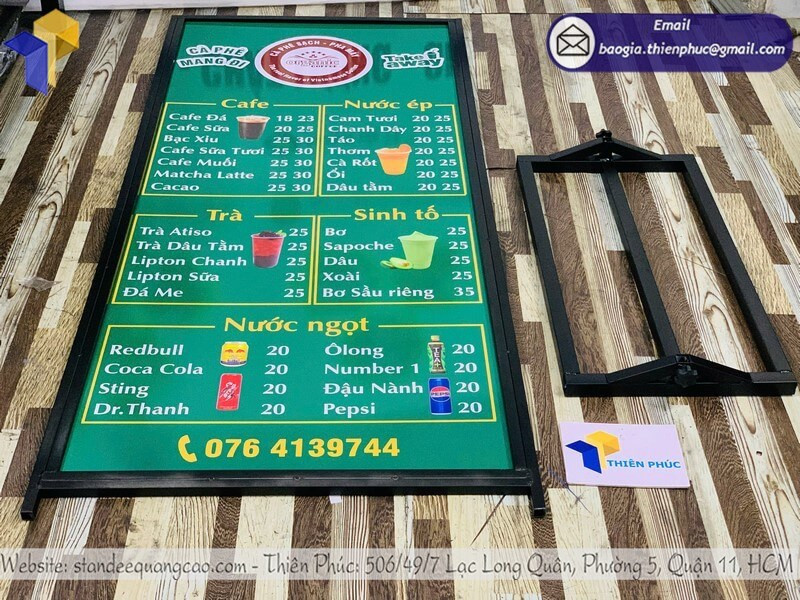 Email
baogia.thienphuc@gmail.com
CÀ PHÊ
MANG ĐI
CÀ PHÊ SẠCH - PHA MÁY
Take
away
Cafe
Cafe Đá 18 23
Cafe Sữa 20 25
Bạc Xỉu 25 30
Cafe Sữa Tươi 25 30
Cafe Muối 25 30
Matcha Latte 25 30
Cacao 25 30
Nước ép
Cam Tươi 20 25
Chanh Dây 20 25
Táo 20 25
Thơm 20 25
Cà Rốt 20 25
Ổi 20 25
Dâu tằm 20 25
Trà
Trà Atiso 25
Trà Dâu Tằm 25
Lipton Chanh 25
Lipton Sữa 25
Đá Me 25
Sinh tố
Bơ 25
Sapoche 25
Dâu 25
Xoài 25
Bơ Sầu riêng 35
Nước ngọt
Redbull 20
Coca Cola 20
Sting 20
Dr.Thanh 20
Ôlong 20
Number 1 20
Đậu Nành 20
Pepsi 20
076 4139744
THIÊN PHÚC
Website: standeequangcao.com - Thiên Phúc: 506/49/7 Lạc Long Quân, Phường 5, Quận 11, HCM